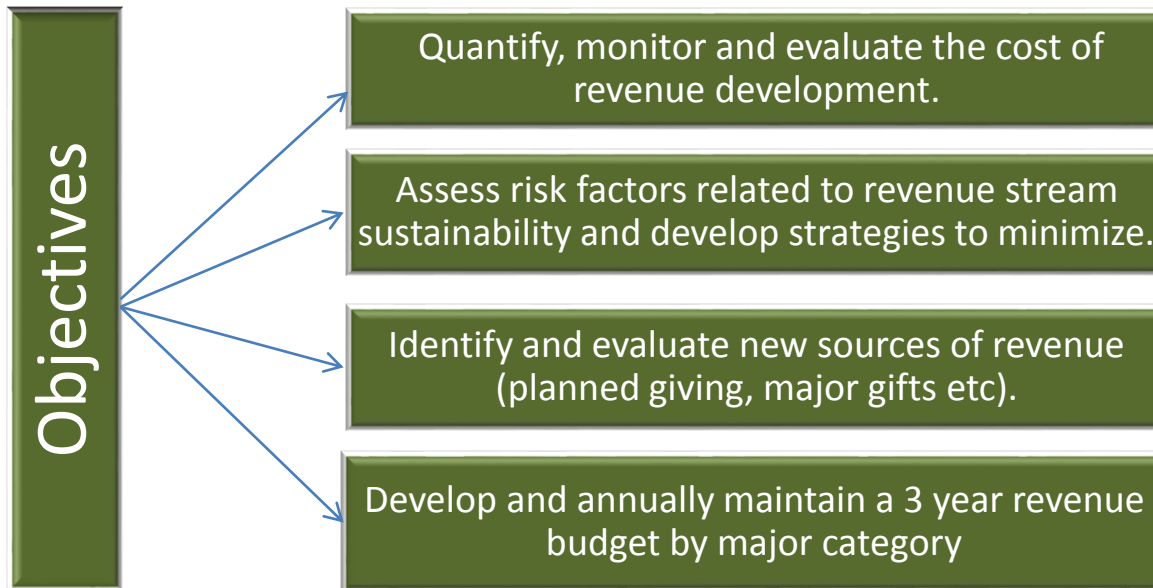 Objectives
Quantify, monitor and evaluate the cost of
revenue development.
Assess risk factors related to revenue stream
sustainability and develop strategies to minimize.
Identify and evaluate new sources of revenue
(planned giving, major gifts etc).
Develop and annually maintain a 3 year revenue
budget by major category